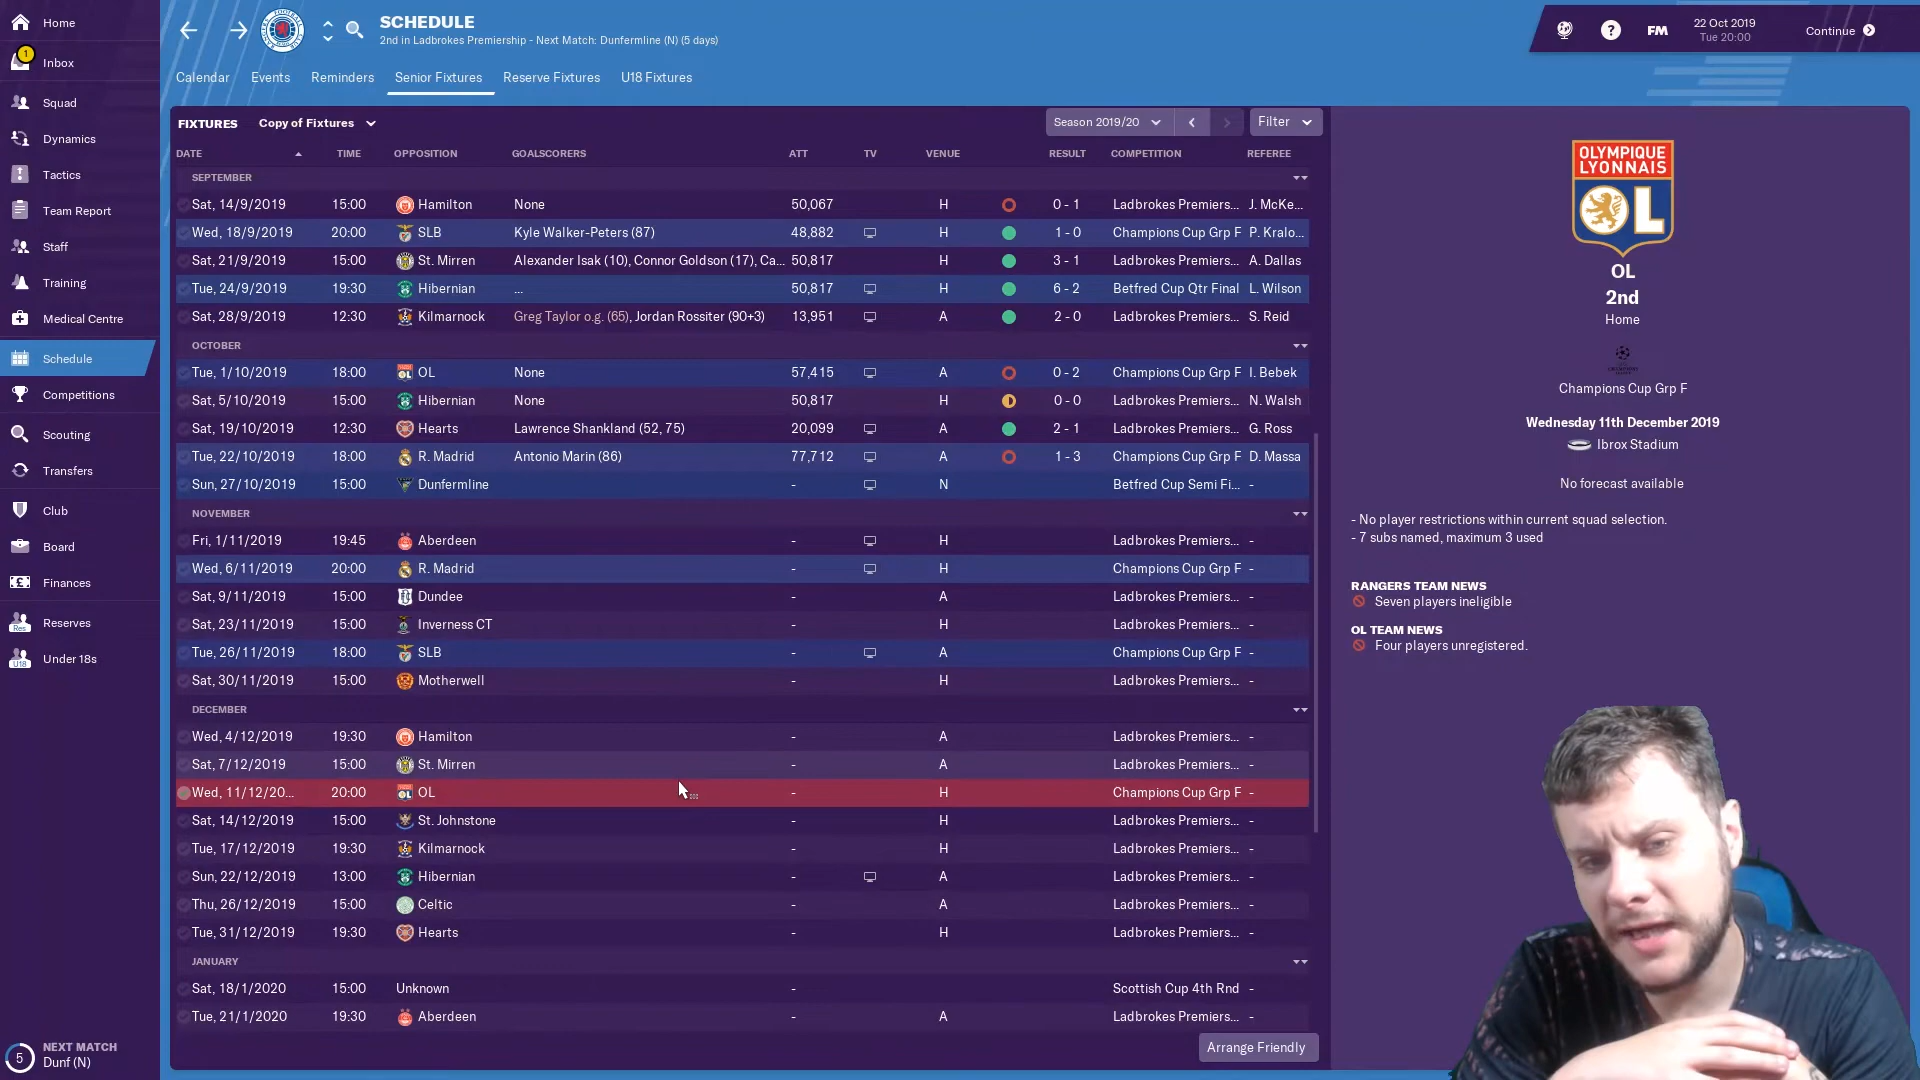 Home
Inbox
1
Squad
Dynamics
Tactics
Team Report
Staff
Training
Medical Centre
Schedule
Competitions
Scouting
Transfers
Club
Board
Finances
Reserves
Res
Under 18s
U18
5
NEXT MATCH
Dunf (N)
SCHEDULE
2nd in Ladbrokes Premiership - Next Match: Dunfermline (N) (5 days)
FM
22 Oct 2019
Tue 20:00
Continue
Calendar Events Reminders Senior Fixtures Reserve Fixtures U18 Fixtures
FIXTURES Copy of Fixtures Season 2019/20 Filter
DATE TIME OPPOSITION GOALSCORERS ATT TV VENUE RESULT COMPETITION REFEREE
SEPTEMBER
Sat, 14/9/2019 15:00 Hamilton None 50,067 H 0 - 1 Ladbrokes Premiers... J. McKe...
Wed, 18/9/2019 20:00 SLB Kyle Walker-Peters (87) 48,882 H 1 - 0 Champions Cup Grp F P. Kralo...
Sat, 21/9/2019 15:00 St. Mirren Alexander Isak (10), Connor Goldson (17), Ca... 50,817 H 3 - 1 Ladbrokes Premiers... A. Dallas
Tue, 24/9/2019 19:30 Hibernian ... 50,817 H 6 - 2 Betfred Cup Qtr Final L. Wilson
Sat, 28/9/2019 12:30 Kilmarnock Greg Taylor o.g. (65), Jordan Rossiter (90+3) 13,951 A 2 - 0 Ladbrokes Premiers... S. Reid
OCTOBER
Tue, 1/10/2019 18:00 OL None 57,415 A 0 - 2 Champions Cup Grp F I. Bebek
Sat, 5/10/2019 15:00 Hibernian None 50,817 H 0 - 0 Ladbrokes Premiers... N. Walsh
Sat, 19/10/2019 12:30 Hearts Lawrence Shankland (52, 75) 20,099 A 2 - 1 Ladbrokes Premiers... G. Ross
Tue, 22/10/2019 18:00 R. Madrid Antonio Marin (86) 77,712 A 1 - 3 Champions Cup Grp F D. Massa
Sun, 27/10/2019 15:00 Dunfermline - N Betfred Cup Semi Fi... -
NOVEMBER
Fri, 1/11/2019 19:45 Aberdeen - H Ladbrokes Premiers... -
Wed, 6/11/2019 20:00 R. Madrid - H Champions Cup Grp F -
Sat, 9/11/2019 15:00 Dundee - A Ladbrokes Premiers... -
Sat, 23/11/2019 15:00 Inverness CT - H Ladbrokes Premiers... -
Tue, 26/11/2019 18:00 SLB - A Champions Cup Grp F -
Sat, 30/11/2019 15:00 Motherwell - H Ladbrokes Premiers... -
DECEMBER
Wed, 4/12/2019 19:30 Hamilton - A Ladbrokes Premiers... -
Sat, 7/12/2019 15:00 St. Mirren - A Ladbrokes Premiers... -
Wed, 11/12/20... 20:00 OL - H Champions Cup Grp F -
Sat, 14/12/2019 15:00 St. Johnstone - H Ladbrokes Premiers... -
Tue, 17/12/2019 19:30 Kilmarnock - H Ladbrokes Premiers... -
Sun, 22/12/2019 13:00 Hibernian - A Ladbrokes Premiers... -
Thu, 26/12/2019 15:00 Celtic - A Ladbrokes Premiers... -
Tue, 31/12/2019 19:30 Hearts - H Ladbrokes Premiers... -
JANUARY
Sat, 18/1/2020 15:00 Unknown - Scottish Cup 4th Rnd -
Tue, 21/1/2020 19:30 Aberdeen - A Ladbrokes Premiers... -
Arrange Friendly
OLYMPIQUE
LYONNAIS
OL
OL
2nd
Home
Champions Cup Grp F
Wednesday 11th December 2019
Ibrox Stadium
No forecast available
- No player restrictions within current squad selection.
- 7 subs named, maximum 3 used
RANGERS TEAM NEWS
Seven players ineligible
OL TEAM NEWS
Four players unregistered.